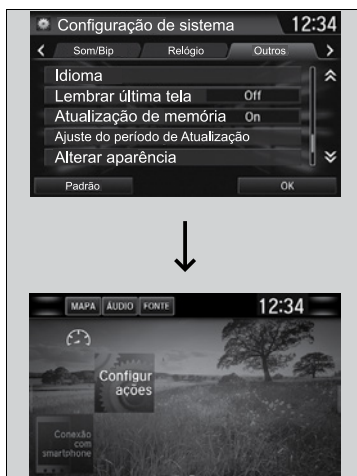 Configuração de sistema 12:34
Som/Bip Relógio Outros
Idioma
Lembrar última tela Off
Atualização de memória On
Ajuste do período de Atualização
Alterar aparência
Padrão OK
MAPA ÁUDIO FONTE 12:34
Configur
ações
Conexão
com
smartphone